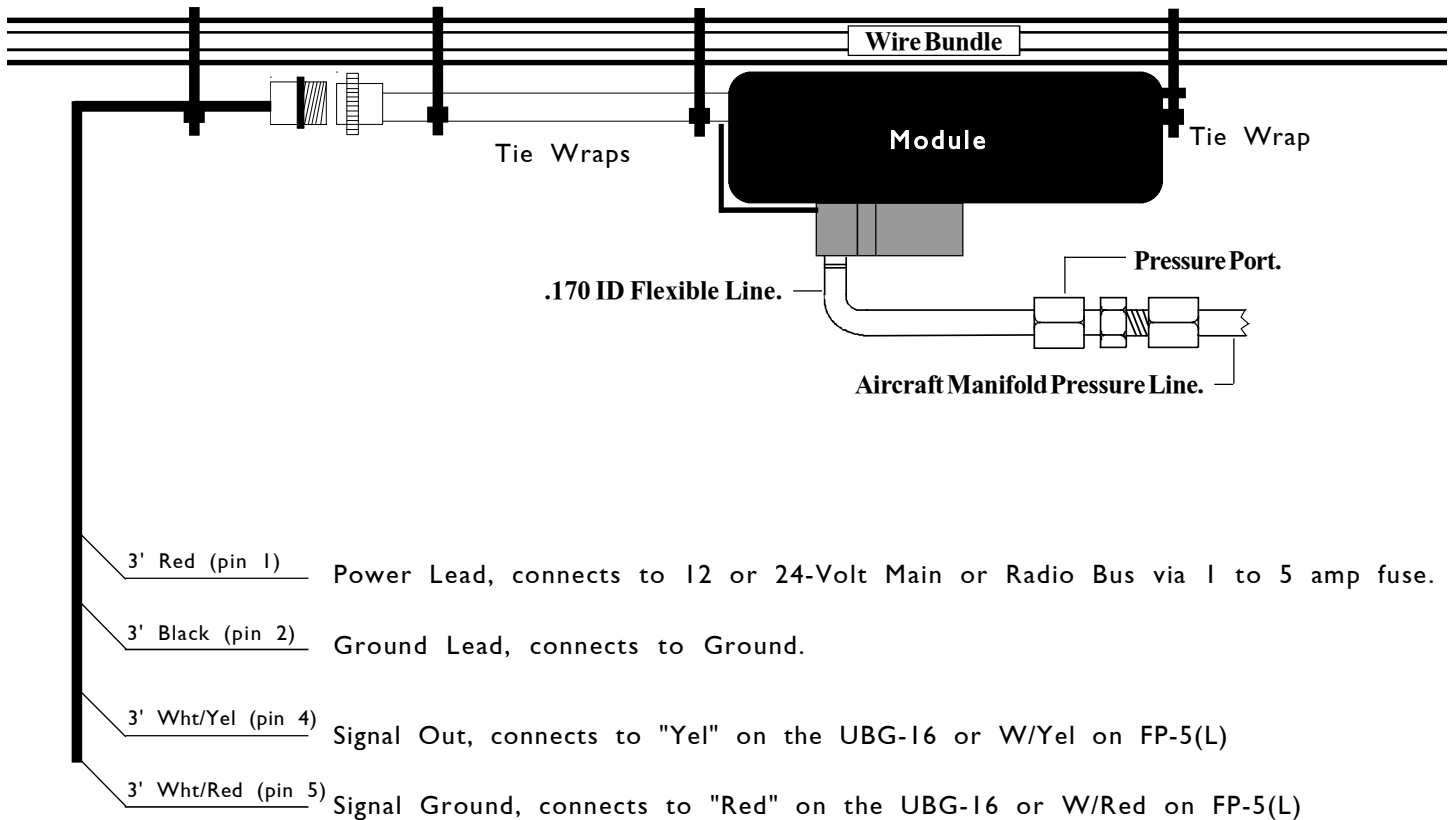 Wire Bundle
Module
Tie Wraps
Tie Wrap
Pressure Port.
.170 ID Flexible Line.
Aircraft Manifold Pressure Line.
3' Red (pin 1)
Power Lead, connects to 12 or 24-Volt Main or Radio Bus via 1 to 5 amp fuse.
3' Black (pin 2)
Ground Lead, connects to Ground.
3' Wht/Yel (pin 4)
Signal Out, connects to "Yel" on the UBG-16 or W/Yel on FP-5(L)
3' Wht/Red (pin 5)
Signal Ground, connects to "Red" on the UBG-16 or W/Red on FP-5(L)